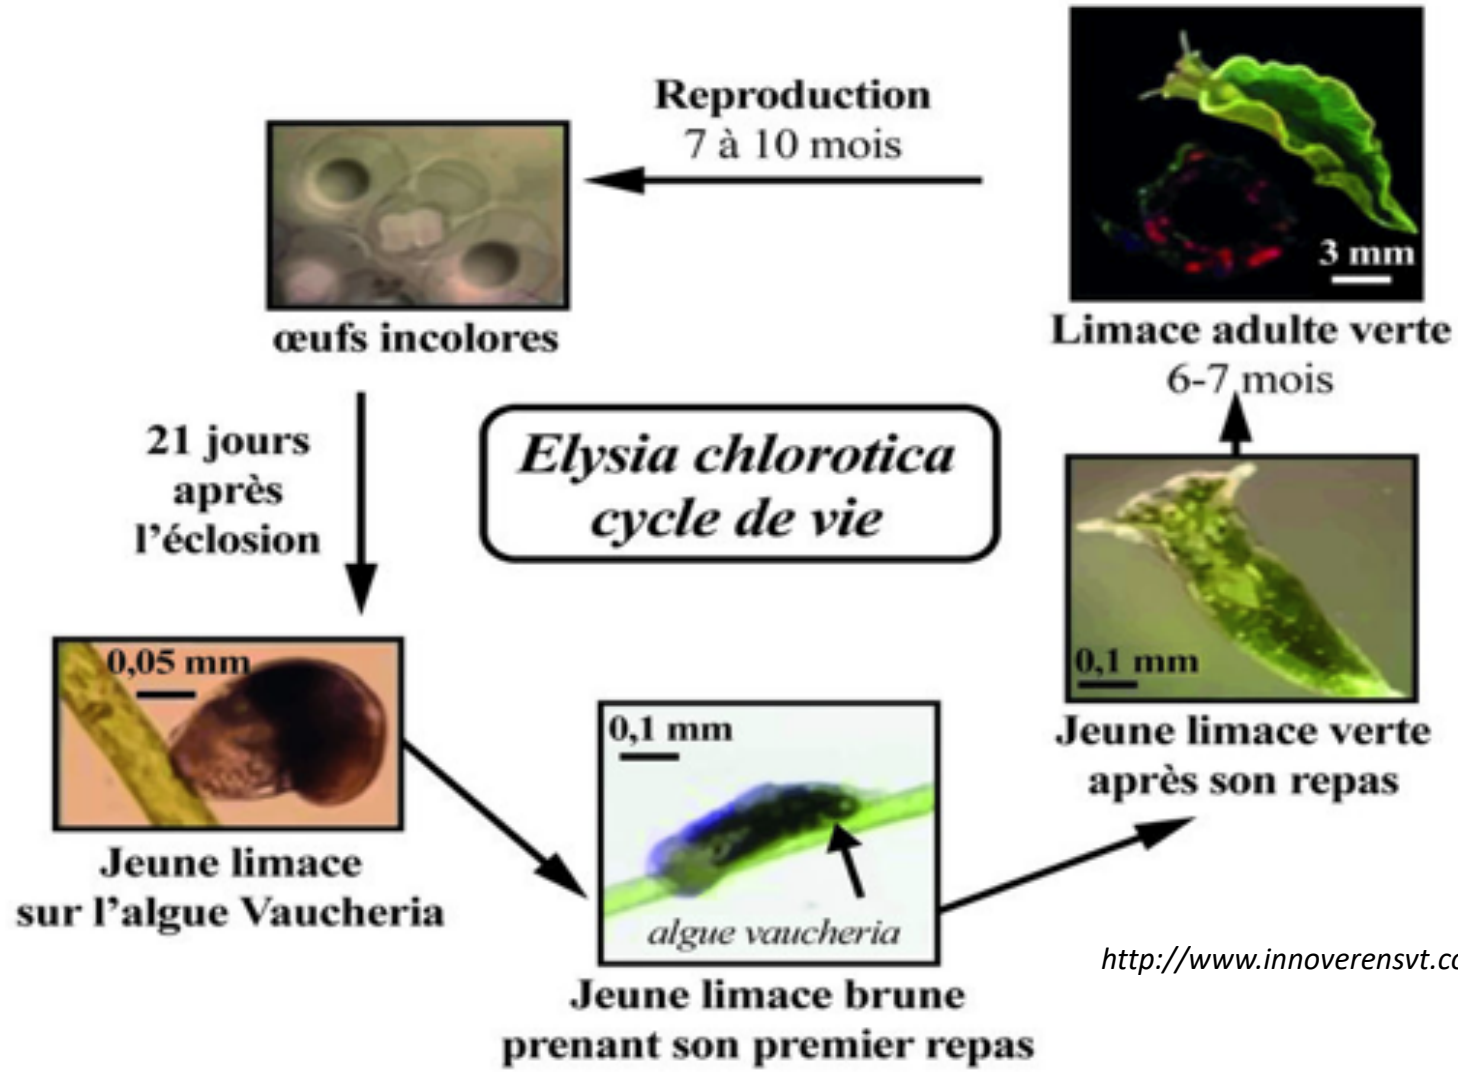 Reproduction
7 à 10 mois
3 mm
œufs incolores
Limace adulte verte
6-7 mois
21 jours
après
l'éclosion
Elysia chlorotica
cycle de vie
0,05 mm
0,1 mm
Jeune limace
sur l'algue Vaucheria
0,1 mm
algue vaucheria
Jeune limace brune
prenant son premier repas
Jeune limace verte
après son repas
http://www.innoverensvt.co